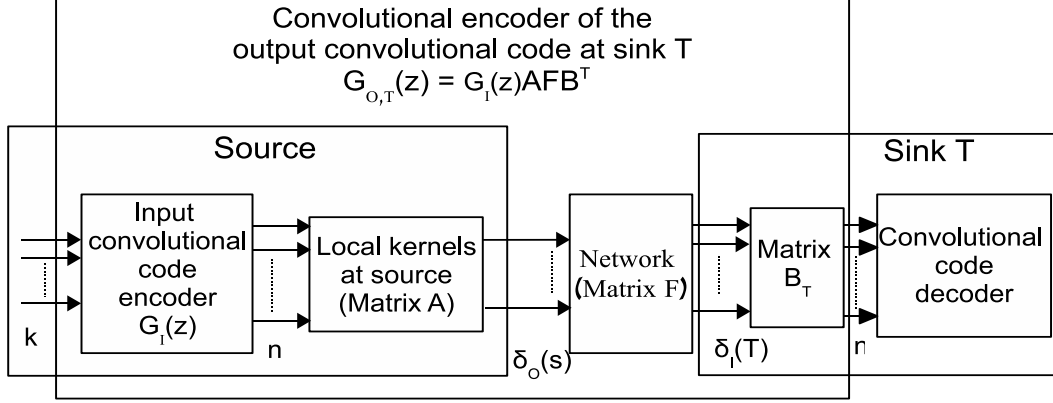 Convolutional encoder of the
output convolutional code at sink T
G_{O,T}(z) = G_I(z)AFB^T
Source
Sink T
Input
convolutional
code
encoder
G_I(z)
Local kernels
at source
(Matrix A)
Network
(Matrix F)
Matrix
B_T
Convolutional
code
decoder
k
n
δ_O(s)
δ_I(T)
n